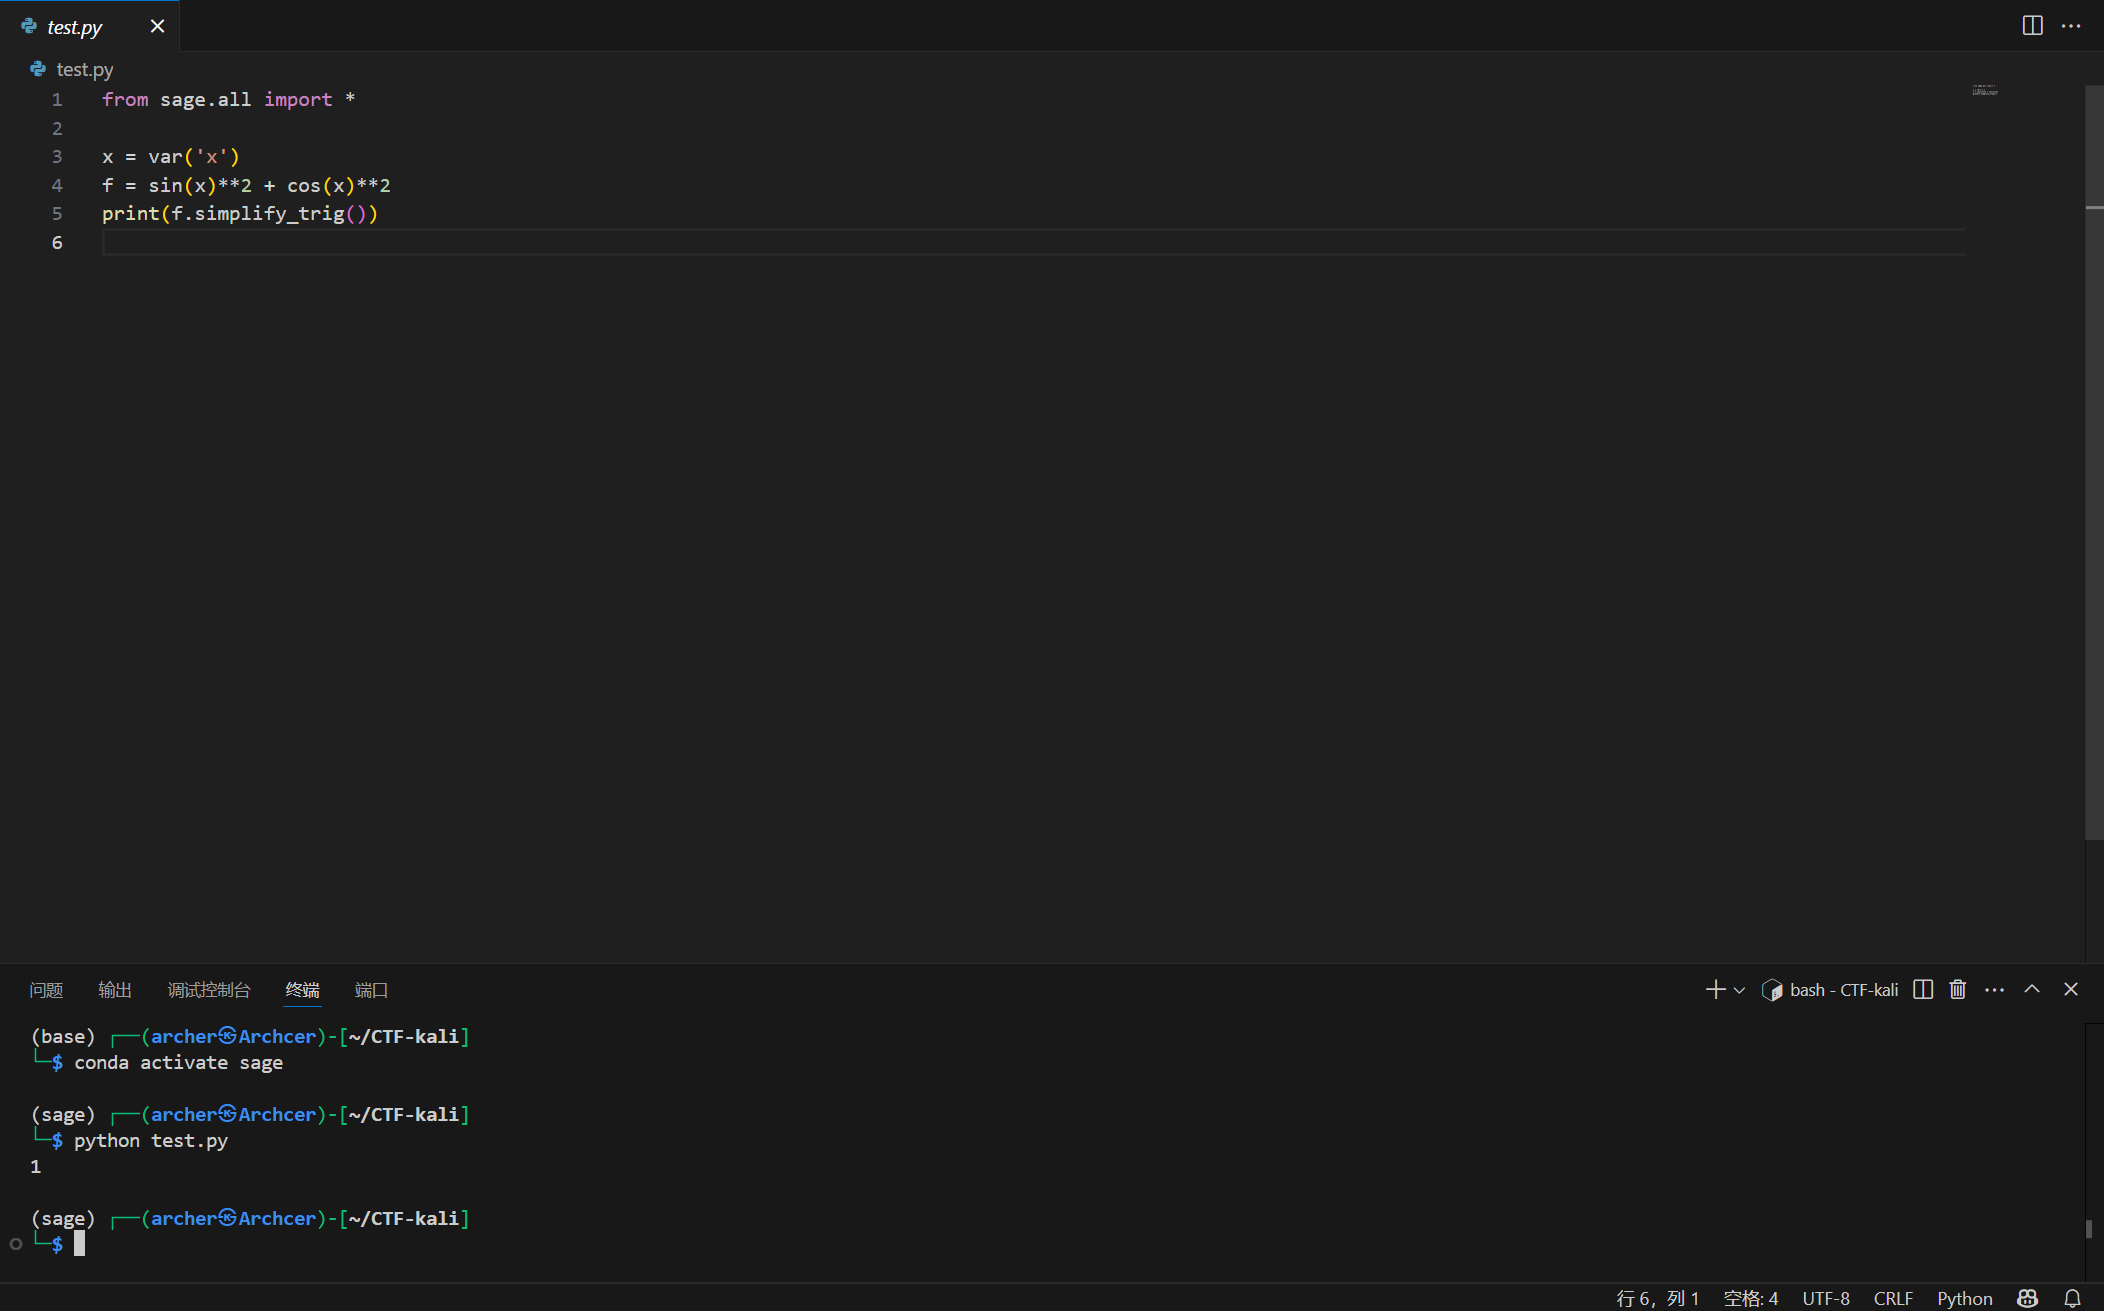 test.py
test.py
1 from sage.all import *
2
3 x = var('x')
4 f = sin(x)**2 + cos(x)**2
5 print(f.simplify_trig())
6
问题 输出 调试控制台 终端 端口 bash - CTF-kali
(base) ┌──(archer㉿Archcer)-[~/CTF-kali]
└─$ conda activate sage
(sage) ┌──(archer㉿Archcer)-[~/CTF-kali]
└─$ python test.py
1
(sage) ┌──(archer㉿Archcer)-[~/CTF-kali]
└─$
行 6，列 1 空格: 4 UTF-8 CRLF Python